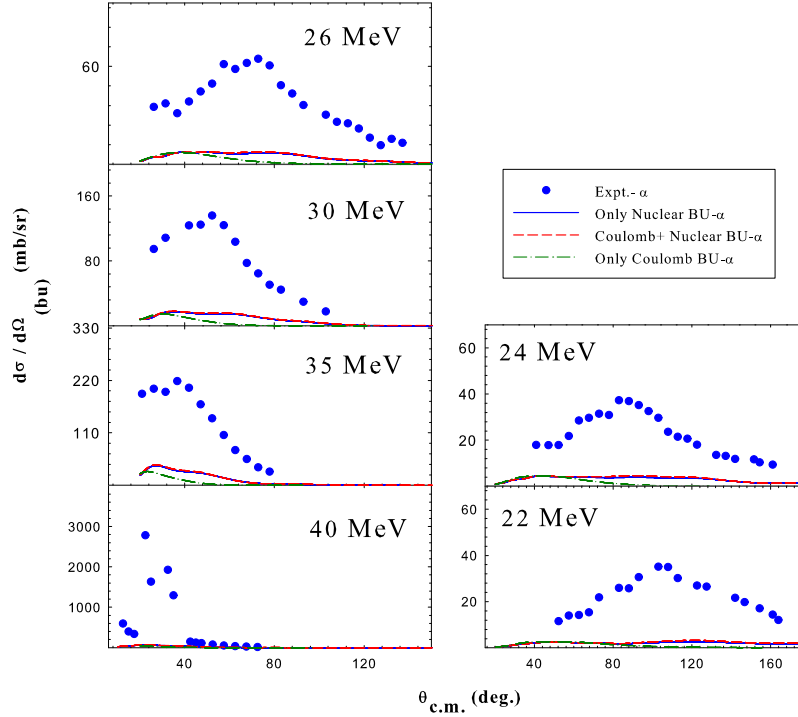 26 MeV
60
30 MeV
160
80
35 MeV
330
220
110
40 MeV
3000
2000
1000
40
80
120
dσ / dΩ (bu) (mb/sr)
Expt.- α
Only Nuclear BU-α
Coulomb+ Nuclear BU-α
Only Coulomb BU-α
24 MeV
60
40
20
22 MeV
60
40
20
40
80
120
160
θc.m. (deg.)